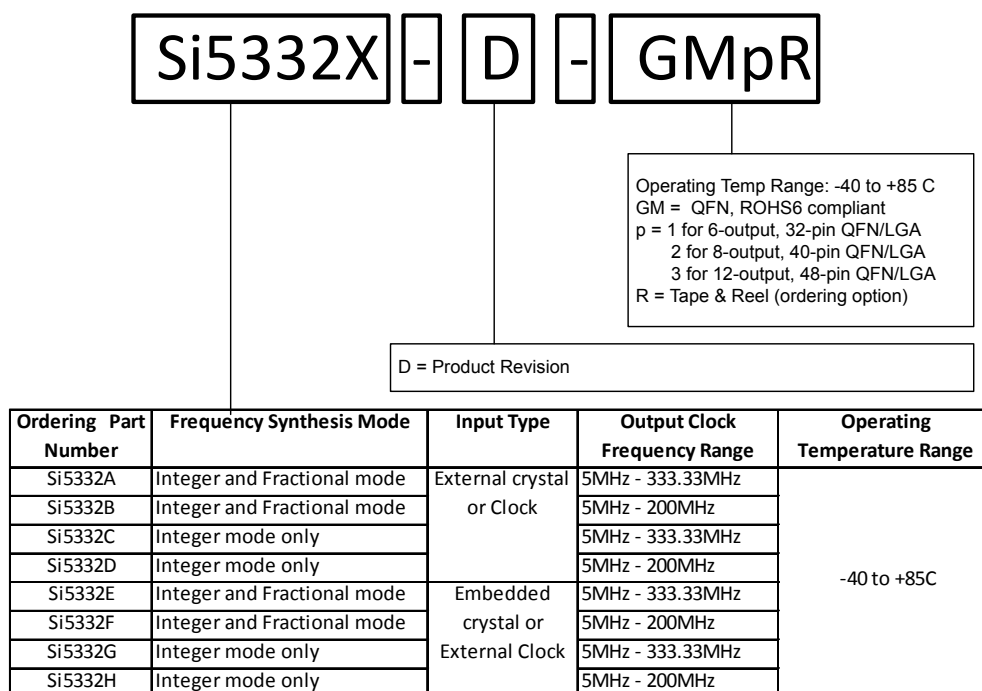 Si5332X - D - GMpR
Operating Temp Range: -40 to +85 C
GM = QFN, ROHS6 compliant
p = 1 for 6-output, 32-pin QFN/LGA
2 for 8-output, 40-pin QFN/LGA
3 for 12-output, 48-pin QFN/LGA
R = Tape & Reel (ordering option)
D = Product Revision
Ordering Part Number Frequency Synthesis Mode Input Type Output Clock Frequency Range Operating Temperature Range
Si5332A Integer and Fractional mode External crystal 5MHz - 333.33MHz
Si5332B Integer and Fractional mode or Clock 5MHz - 200MHz
Si5332C Integer mode only 5MHz - 333.33MHz
Si5332D Integer mode only 5MHz - 200MHz
-40 to +85C
Si5332E Integer and Fractional mode Embedded 5MHz - 333.33MHz
Si5332F Integer and Fractional mode crystal or 5MHz - 200MHz
Si5332G Integer mode only External Clock 5MHz - 333.33MHz
Si5332H Integer mode only 5MHz - 200MHz